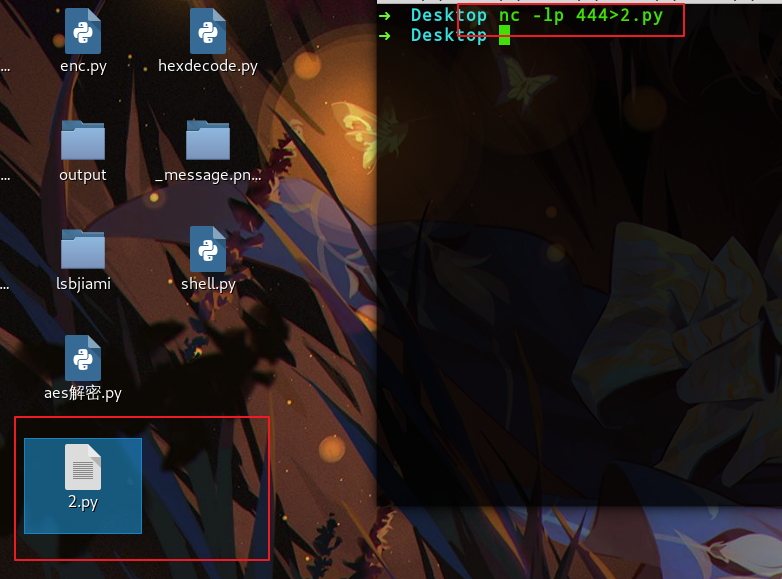 enc.py
hexdecode.py
...
output
_message.pn...
...
lsbjiami
shell.py
...
aes解密.py
2.py
➜ Desktop nc -lp 444>2.py
➜ Desktop